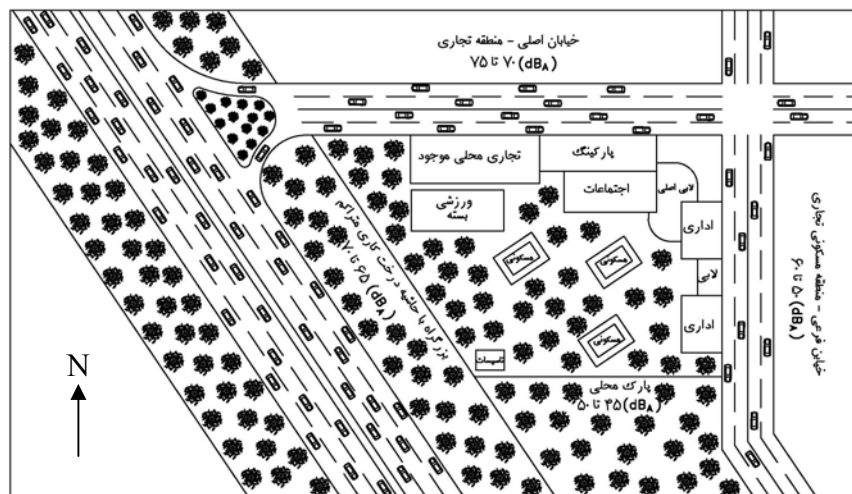 خیابان اصلی - منطقه تجاری
۷۰ تا ۷۵ (dBA)
تجاری محلی موجود
پارکینگ
اجتماعات
لابی اصلی
ورزشی
بسته
اداری
مسکونی
مسکونی
لابی
اداری
مسکونی
تاسیسات
بزرگراه با حاشیه درخت کاری متراکم
۶۵ تا ۷۰ (dBA)
خیابن فرعی - منطقه مسکونی تجاری
۵۰ تا ۶۰ (dBA)
پارک محلی
۴۵ تا ۵۰ (dBA)
N